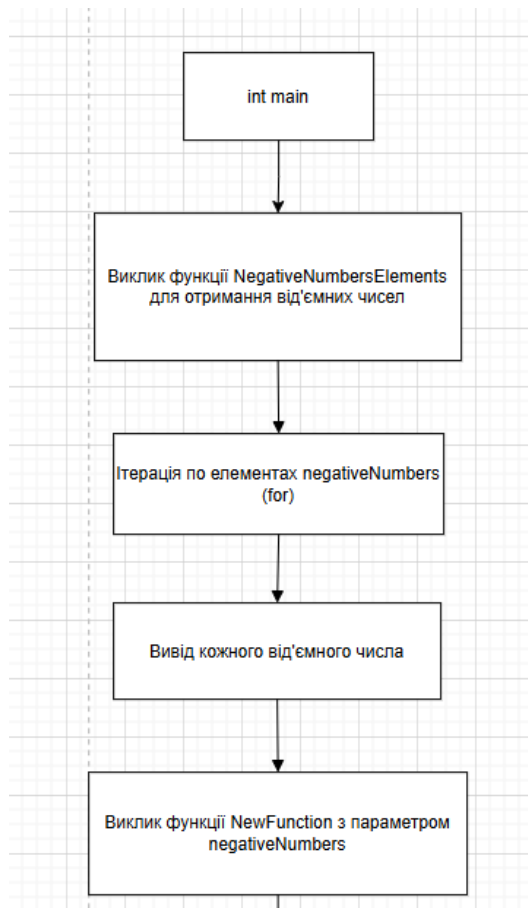 int main
Виклик функції NegativeNumbersElements
для отримання від'ємних чисел
Ітерація по елементах negativeNumbers
(for)
Вивід кожного від'ємного числа
Виклик функції NewFunction з параметром
negativeNumbers